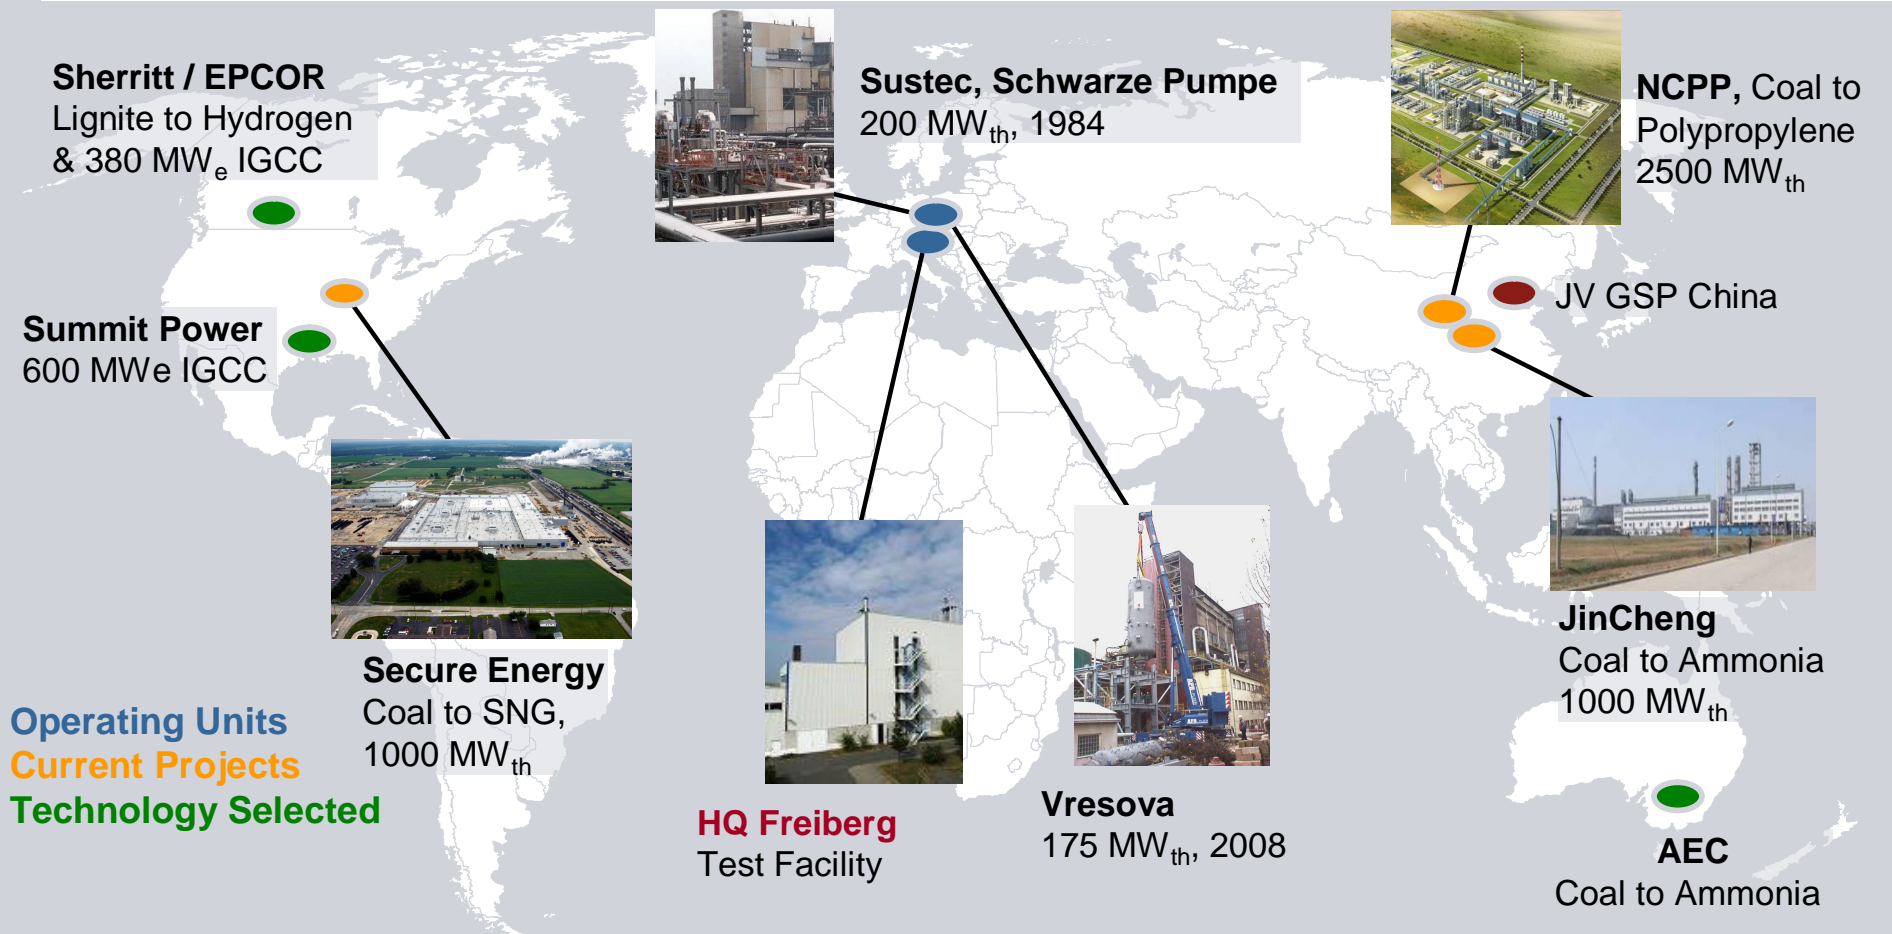 Sherritt / EPCOR
Lignite to Hydrogen
& 380 MWe IGCC
Sustec, Schwarze Pumpe
200 MWth, 1984
NCPP, Coal to
Polypropylene
2500 MWth
JV GSP China
Summit Power
600 MWe IGCC
JinCheng
Coal to Ammonia
1000 MWth
Secure Energy
Coal to SNG,
1000 MWth
Operating Units
Current Projects
Technology Selected
HQ Freiberg
Test Facility
Vresova
175 MWth, 2008
AEC
Coal to Ammonia